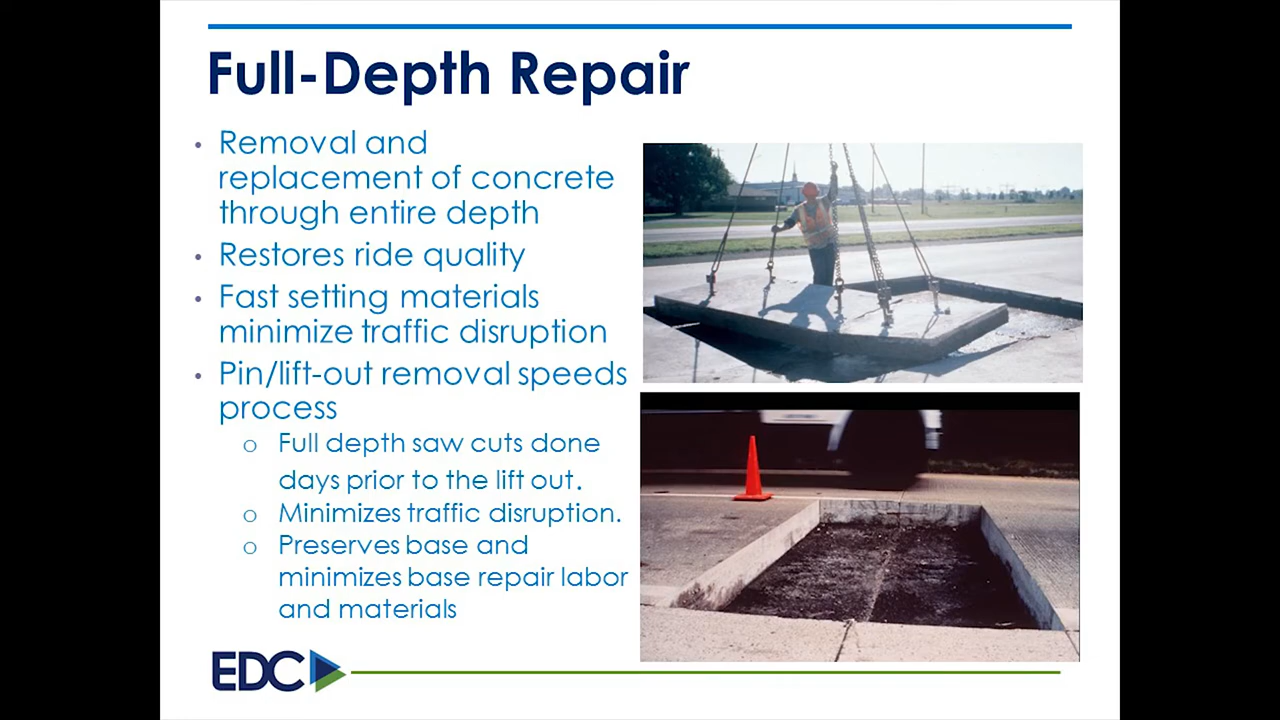 Full-Depth Repair
• Removal and
replacement of concrete
through entire depth
• Restores ride quality
• Fast setting materials
minimize traffic disruption
• Pin/lift-out removal speeds
process
o Full depth saw cuts done
days prior to the lift out.
o Minimizes traffic disruption.
o Preserves base and
minimizes base repair labor
and materials
EDC